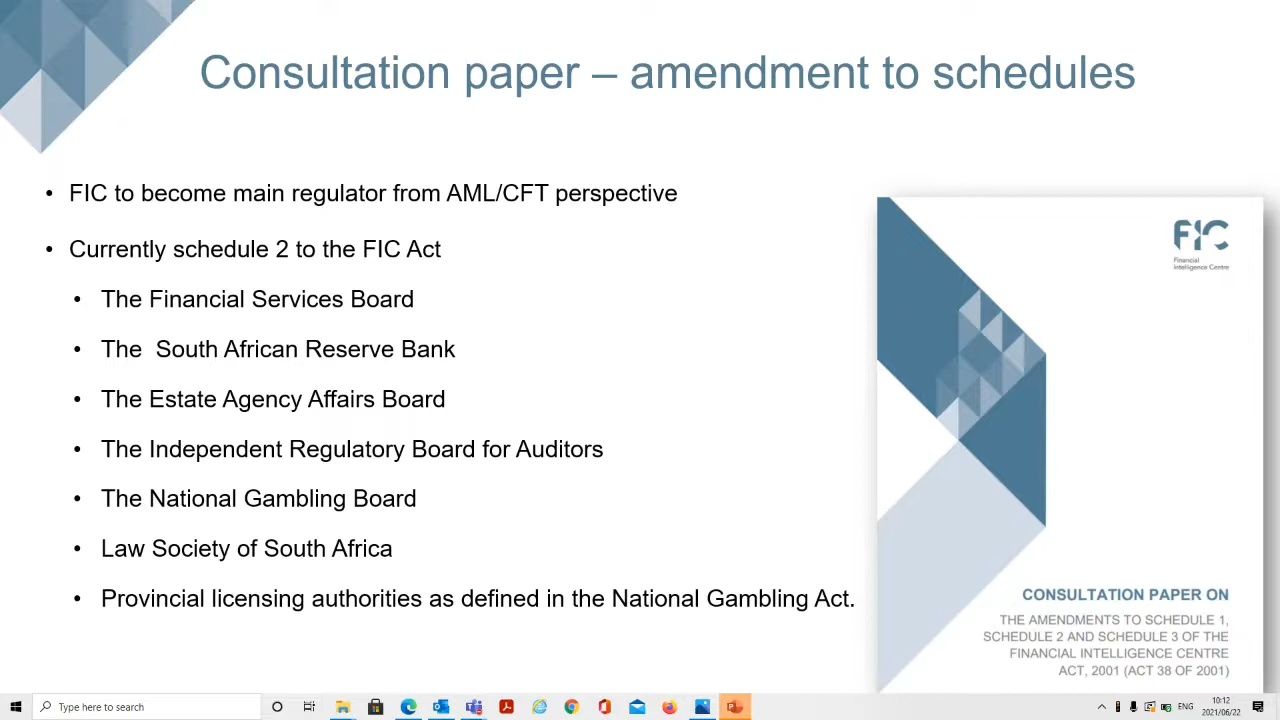 Consultation paper – amendment to schedules
• FIC to become main regulator from AML/CFT perspective
• Currently schedule 2 to the FIC Act
• The Financial Services Board
• The  South African Reserve Bank
• The Estate Agency Affairs Board
• The Independent Regulatory Board for Auditors
• The National Gambling Board
• Law Society of South Africa
• Provincial licensing authorities as defined in the National Gambling Act.
FIC
Financial
Intelligence Centre
CONSULTATION PAPER ON
THE AMENDMENTS TO SCHEDULE 1,
SCHEDULE 2 AND SCHEDULE 3 OF THE
FINANCIAL INTELLIGENCE CENTRE
ACT, 2001 (ACT 38 OF 2001)
Type here to search
ENG
10:12
2021/06/22